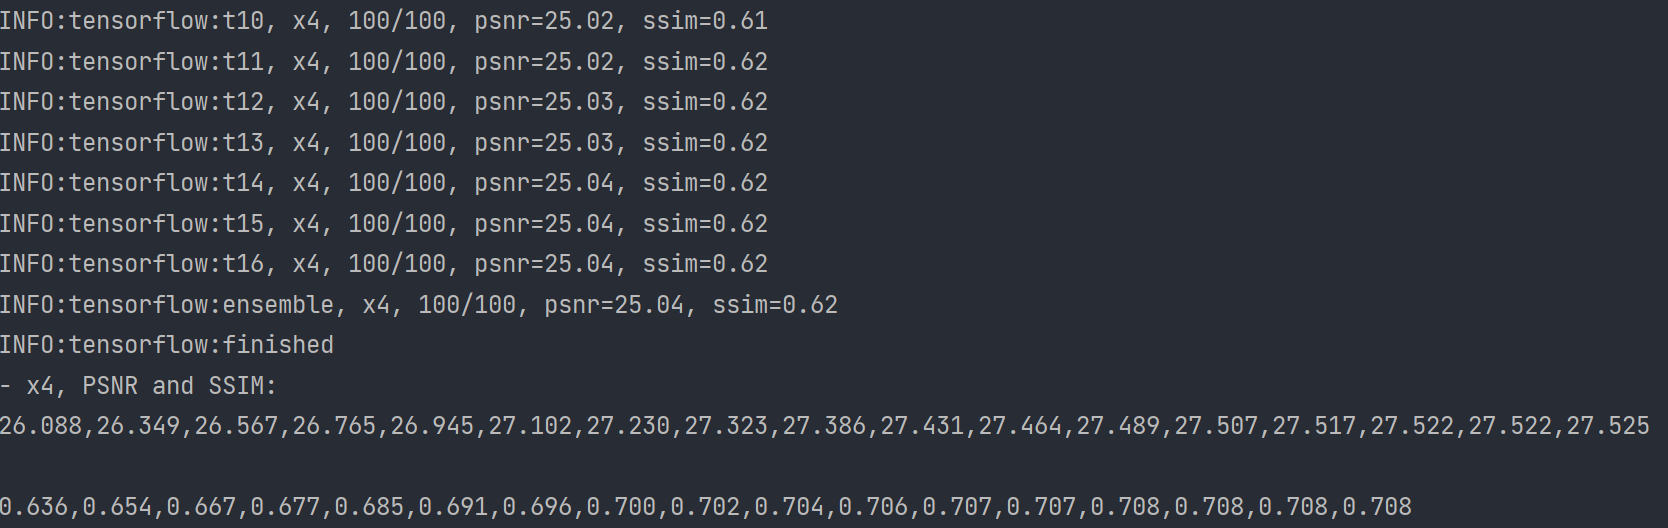 INFO:tensorflow:t10, x4, 100/100, psnr=25.02, ssim=0.61
INFO:tensorflow:t11, x4, 100/100, psnr=25.02, ssim=0.62
INFO:tensorflow:t12, x4, 100/100, psnr=25.03, ssim=0.62
INFO:tensorflow:t13, x4, 100/100, psnr=25.03, ssim=0.62
INFO:tensorflow:t14, x4, 100/100, psnr=25.04, ssim=0.62
INFO:tensorflow:t15, x4, 100/100, psnr=25.04, ssim=0.62
INFO:tensorflow:t16, x4, 100/100, psnr=25.04, ssim=0.62
INFO:tensorflow:ensemble, x4, 100/100, psnr=25.04, ssim=0.62
INFO:tensorflow:finished
- x4, PSNR and SSIM:
26.088,26.349,26.567,26.765,26.945,27.102,27.230,27.323,27.386,27.431,27.464,27.489,27.507,27.517,27.522,27.522,27.525
0.636,0.654,0.667,0.677,0.685,0.691,0.696,0.700,0.702,0.704,0.706,0.707,0.707,0.708,0.708,0.708,0.708